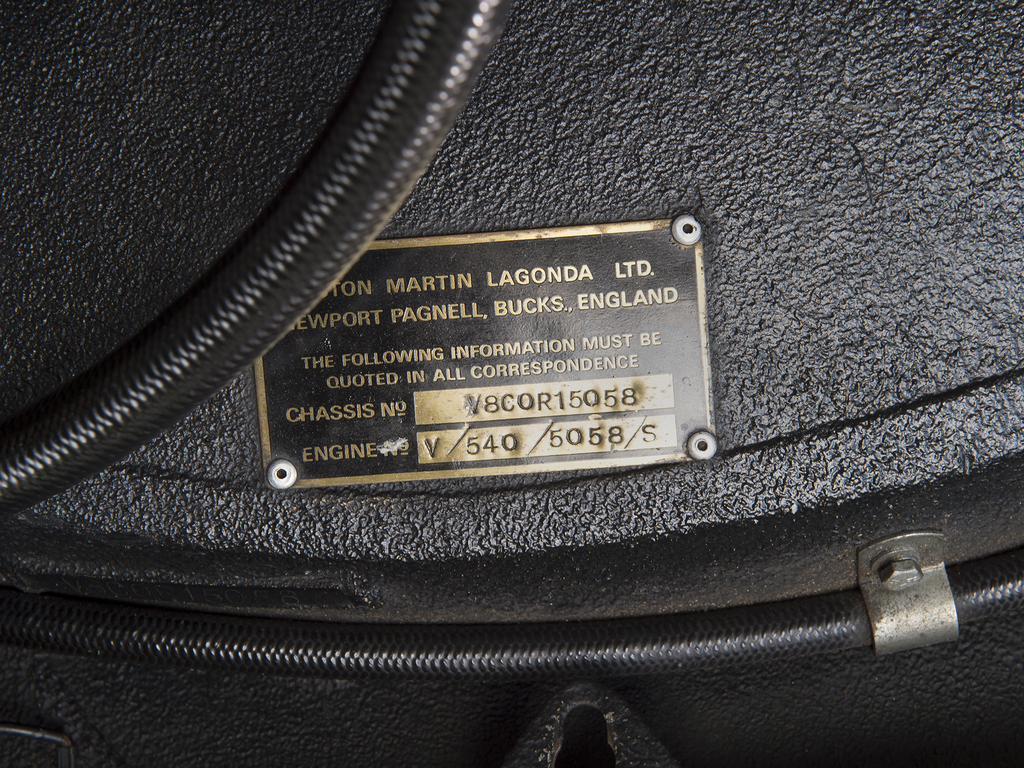 TON MARTIN LAGONDA LTD.
EWPORT PAGNELL, BUCKS., ENGLAND
THE FOLLOWING INFORMATION MUST BE
QUOTED IN ALL CORRESPONDENCE
CHASSIS Nº V8COR15058
ENGINE Nº V/540/5058/S